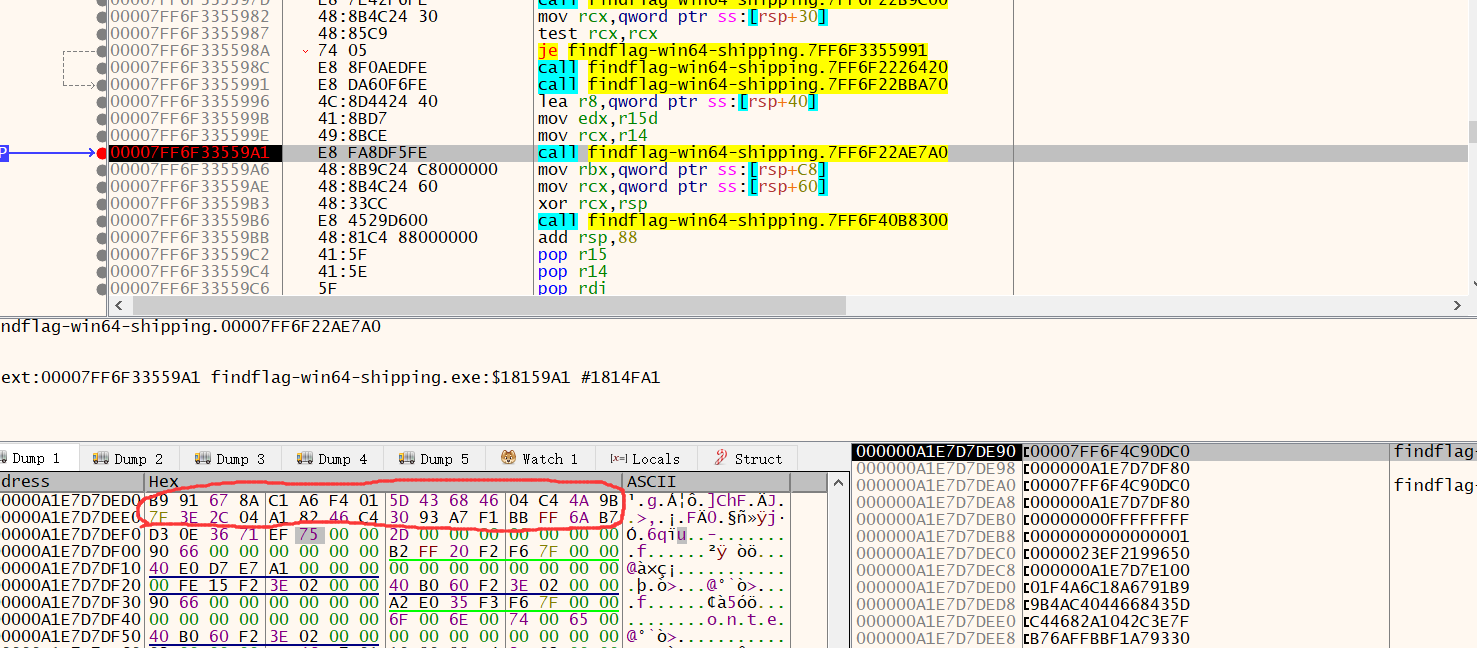 00007FF6F3355982 48:8B4C24 30 mov rcx,qword ptr ss:[rsp+30]
00007FF6F3355987 48:85C9 test rcx,rcx
00007FF6F335598A 74 05 je findflag-win64-shipping.7FF6F3355991
00007FF6F335598C E8 8F0AEDFE call findflag-win64-shipping.7FF6F2226420
00007FF6F3355991 E8 DA60F6FE call findflag-win64-shipping.7FF6F22BBA70
00007FF6F3355996 4C:8D4424 40 lea r8,qword ptr ss:[rsp+40]
00007FF6F335599B 41:8BD7 mov edx,r15d
00007FF6F335599E 49:8BCE mov rcx,r14
00007FF6F33559A1 E8 FA8DF5FE call findflag-win64-shipping.7FF6F22AE7A0
00007FF6F33559A6 48:8B9C24 C8000000 mov rbx,qword ptr ss:[rsp+C8]
00007FF6F33559AE 48:8B4C24 60 mov rcx,qword ptr ss:[rsp+60]
00007FF6F33559B3 48:33CC xor rcx,rsp
00007FF6F33559B6 E8 4529D600 call findflag-win64-shipping.7FF6F40B8300
00007FF6F33559BB 48:81C4 88000000 add rsp,88
00007FF6F33559C2 41:5F pop r15
00007FF6F33559C4 41:5E pop r14
00007FF6F33559C6 5F pop rdi
ndflag-win64-shipping.00007FF6F22AE7A0
ext:00007FF6F33559A1 findflag-win64-shipping.exe:$18159A1 #1814FA1
Dump 1 Dump 2 Dump 3 Dump 4 Dump 5 Watch 1 [x=] Locals Struct
dress Hex ASCII
0000A1E7D7DED0 B9 91 67 8A C1 A6 F4 01 5D 43 68 46 04 C4 4A 9B ¹.g.Á¦ô.]ChF.ÄJ.
0000A1E7D7DEE0 7F 3E 2C 04 A1 82 46 C4 30 93 A7 F1 BB FF 6A B7 .>,.¡.FÄ0.§ñ»ÿj·
0000A1E7D7DEF0 D3 0E 36 71 EF 75 00 00 2D 00 00 00 00 00 00 00 Ó.6qïu..-.......
0000A1E7D7DF00 90 66 00 00 00 00 00 00 B2 FF 20 F2 F6 7F 00 00 .f......²ÿ òö...
0000A1E7D7DF10 40 E0 D7 E7 A1 00 00 00 00 00 00 00 00 00 00 00 @à×ç¡...........
0000A1E7D7DF20 00 FE 15 F2 3E 02 00 00 40 B0 60 F2 3E 02 00 00 .þ.ò>...@°`ò>...
0000A1E7D7DF30 90 66 00 00 00 00 00 00 A2 E0 35 F3 F6 7F 00 00 .f......¢à5óö...
0000A1E7D7DF40 00 00 00 00 00 00 00 00 6F 00 6E 00 74 00 65 00 ........o.n.t.e.
0000A1E7D7DF50 40 B0 60 F2 3E 02 00 00 00 00 00 00 00 00 00 00 @°`ò>...........
000000A1E7D7DE90 00007FF6F4C90DC0 findflag-
000000A1E7D7DE98 000000A1E7D7DF80
000000A1E7D7DEA0 00007FF6F4C90DC0 findflag-
000000A1E7D7DEA8 000000A1E7D7DF80
000000A1E7D7DEB0 00000000FFFFFFFF
000000A1E7D7DEB8 0000000000000001
000000A1E7D7DEC0 0000023EF2199650
000000A1E7D7DEC8 000000A1E7D7E100
000000A1E7D7DED0 01F4A6C18A6791B9
000000A1E7D7DED8 9B4AC4044668435D
000000A1E7D7DEE0 C44682A1042C3E7F
000000A1E7D7DEE8 B76AFFBBF1A79330